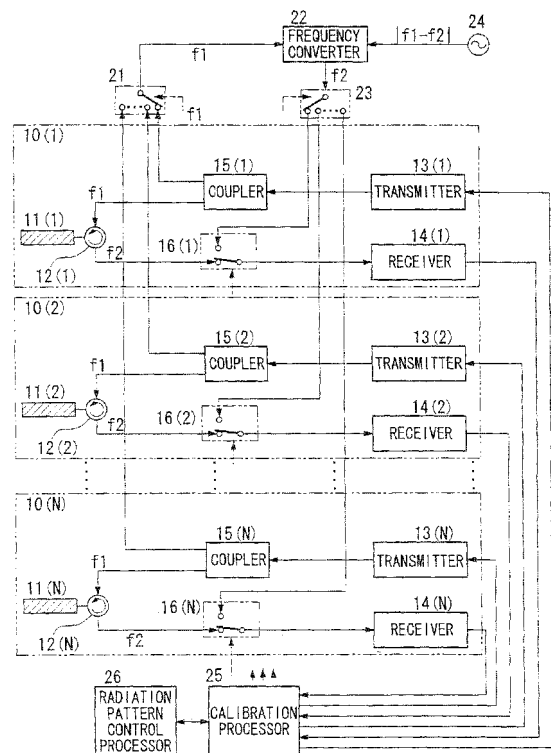 22
24
FREQUENCY
CONVERTER
|f1-f2|
f1
21
f2
23
f1
10(1)
15(1)
13(1)
COUPLER
TRANSMITTER
f1
11(1)
16(1)
14(1)
f2
RECEIVER
12(1)
10(2)
15(2)
13(2)
COUPLER
TRANSMITTER
f1
11(2)
16(2)
14(2)
f2
RECEIVER
12(2)
10(N)
15(N)
13(N)
COUPLER
TRANSMITTER
f1
11(N)
16(N)
14(N)
RECEIVER
12(N)
f2
26
25
RADIATION
PATTERN
CONTROL
PROCESSOR
CALIBRATION
PROCESSOR